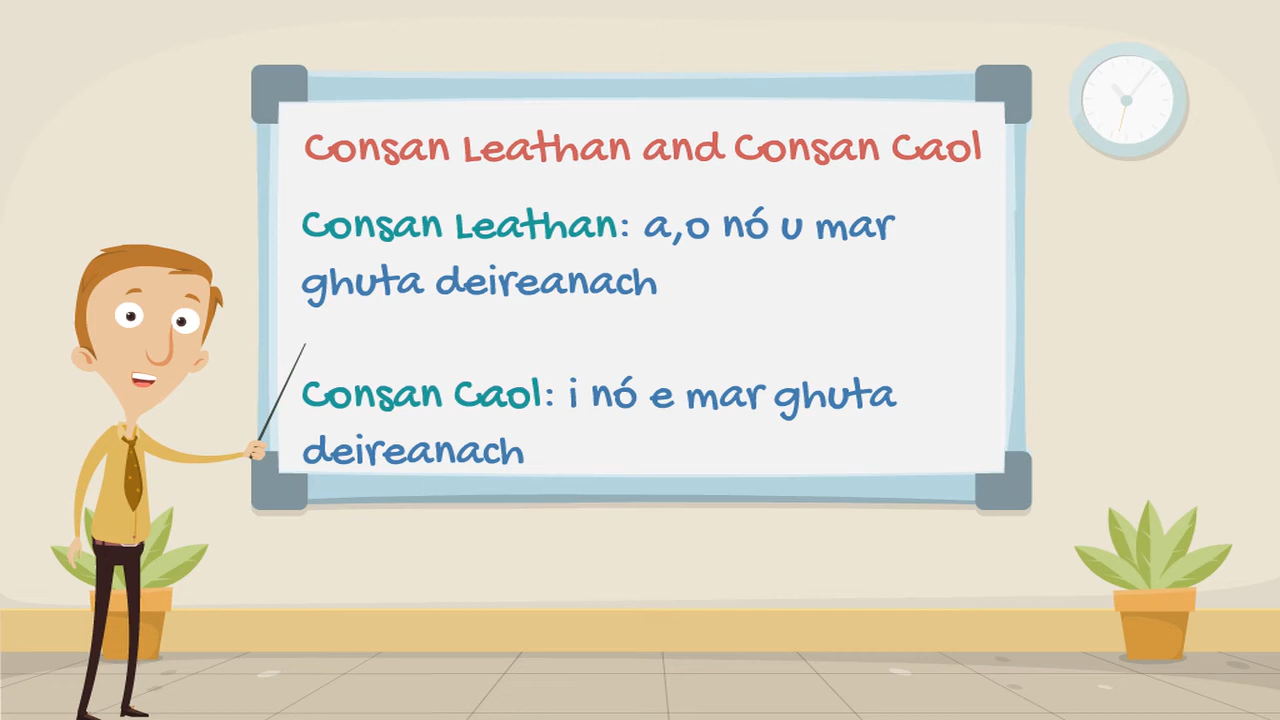 Consan Leathan and Consan Caol
Consan Leathan: a,o nó u mar
ghuta deireanach
Consan Caol: i nó e mar ghuta
deireanach